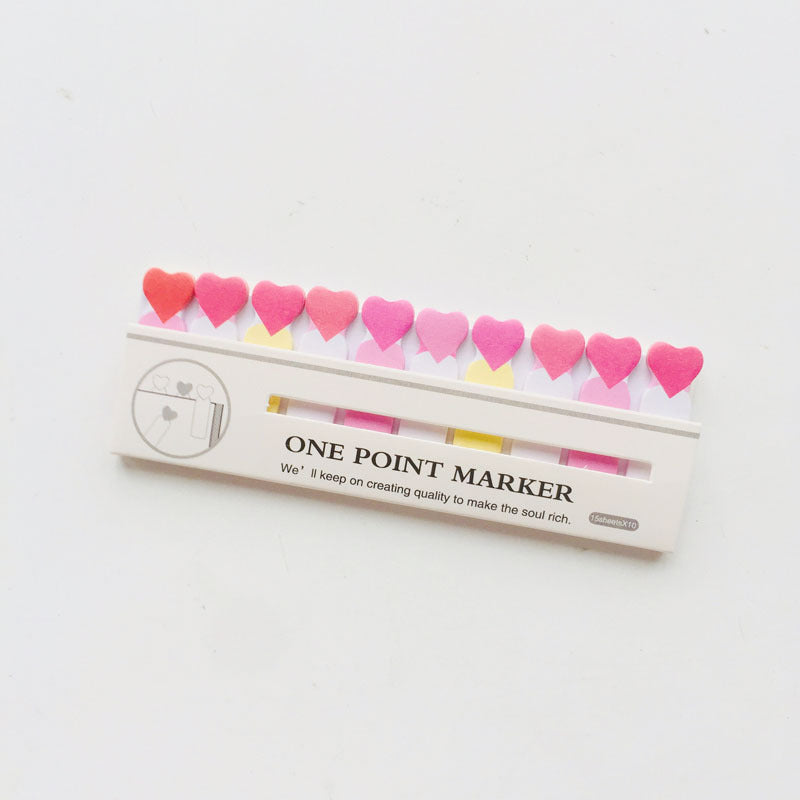 ONE POINT MARKER
We' ll keep on creating quality to make the soul rich.
15sheetsX10